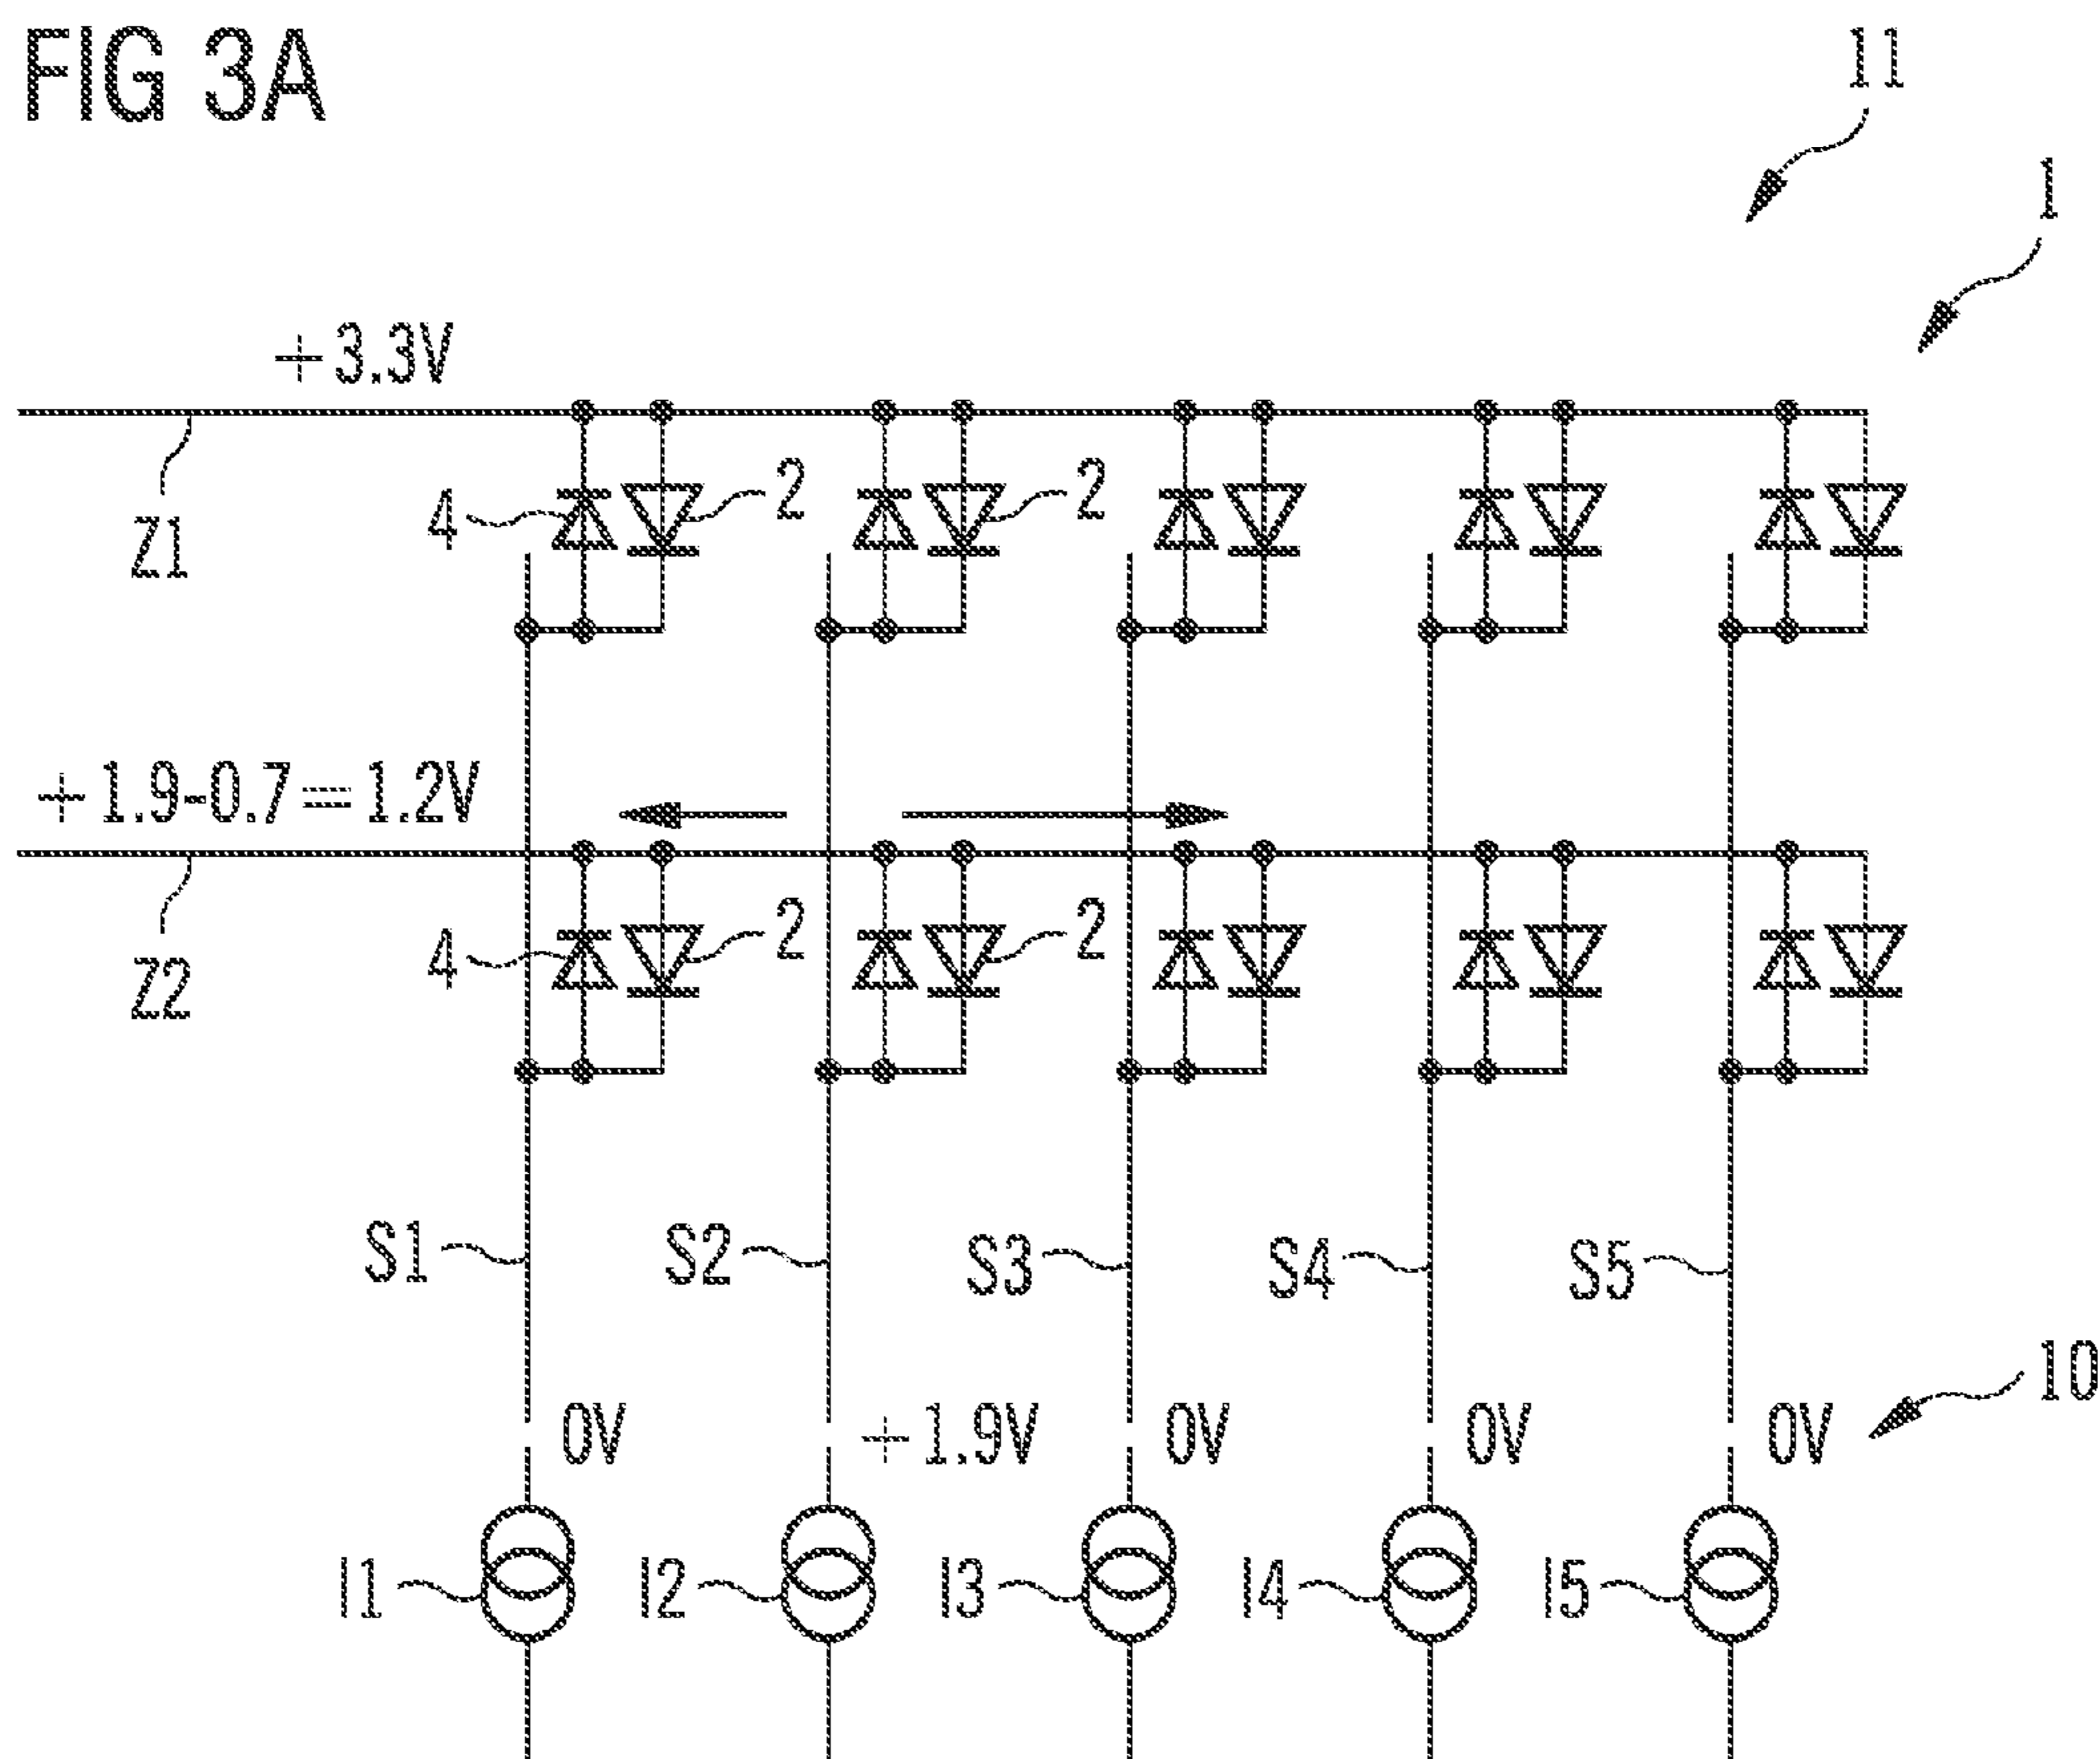 FIG 3A
11
1
+3.3V
Z1
4
2
2
+1.9-0.7=1.2V
Z2
4
2
2
S1
S2
S3
S4
S5
10
0V
+1.9V
0V
0V
0V
I1
I2
I3
I4
I5